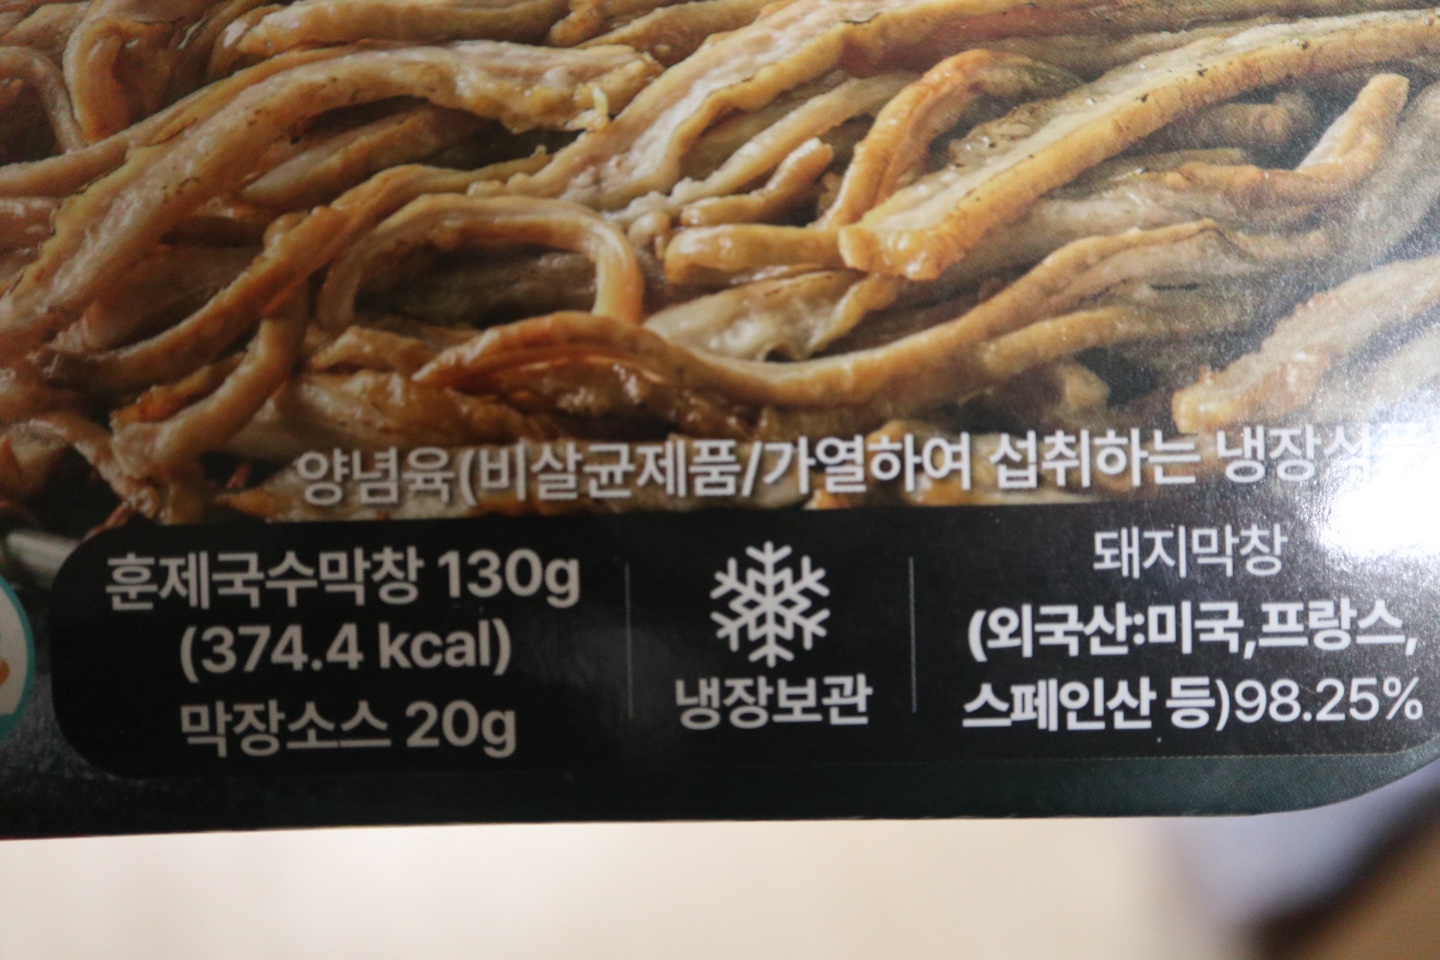 양념육(비살균제품/가열하여 섭취하는 냉장식품
훈제국수막창 130g
(374.4 kcal)
막장소스 20g
냉장보관
돼지막창
(외국산:미국,프랑스,
스페인산 등)98.25%